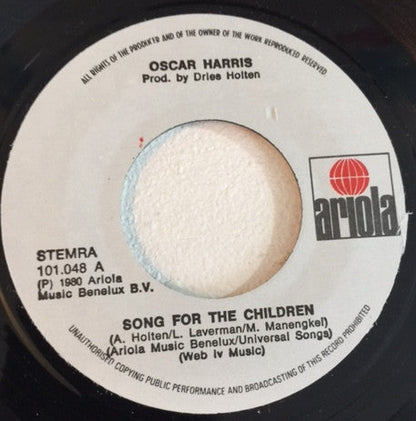 ALL RIGHTS OF THE PRODUCER AND OF THE OWNER OF THE WORK REPRODUCED RESERVED
OSCAR HARRIS
Prod. by Dries Holten
ariola
STEMRA
101.048 A
(P) 1980 Ariola
Music Benelux B.V.
SONG FOR THE CHILDREN
(A. Holten/L. Laverman/M. Manengkel)
(Ariola Music Benelux/Universal Songs)
(Web Iv Music)
UNAUTHORISED COPYING PUBLIC PERFORMANCE AND BROADCASTING OF THIS RECORD PROHIBITED